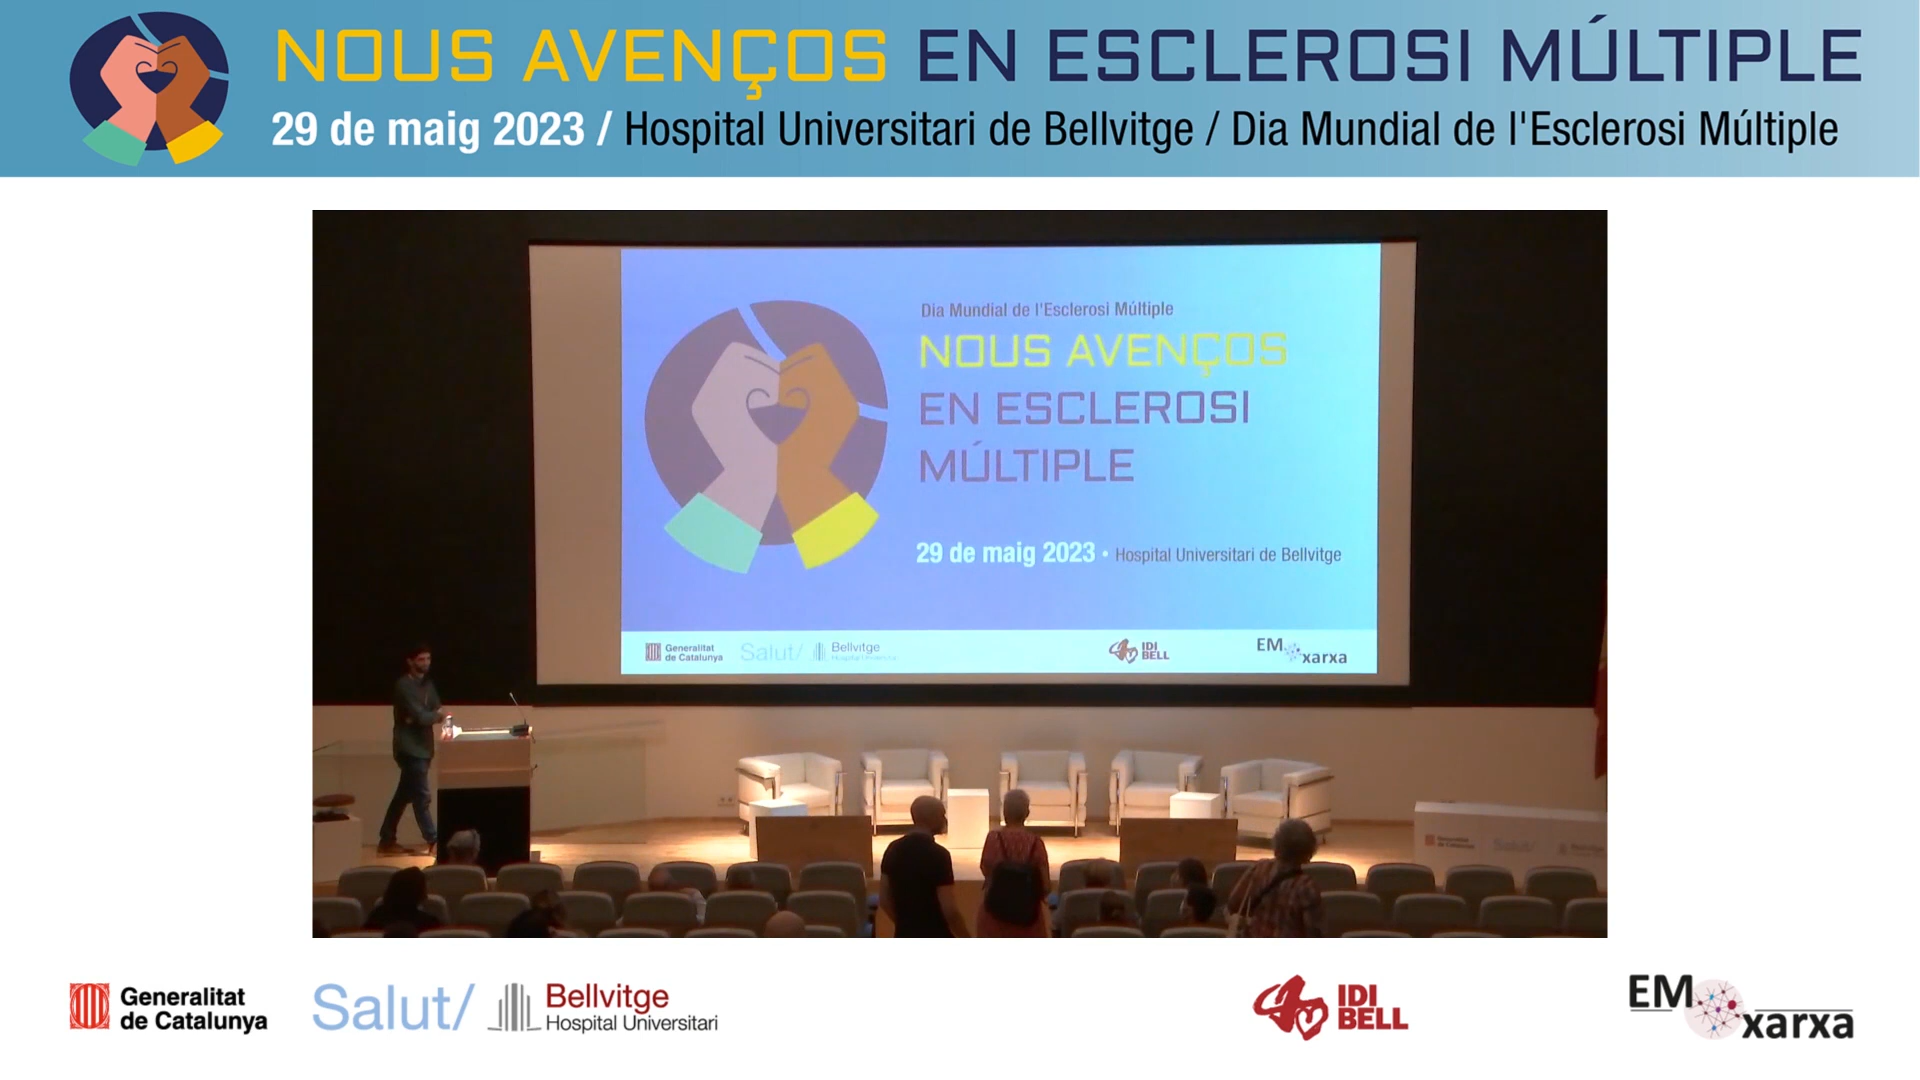 NOUS AVENÇOS EN ESCLEROSI MÚLTIPLE
29 de maig 2023 / Hospital Universitari de Bellvitge / Dia Mundial de l'Esclerosi Múltiple
Dia Mundial de l'Esclerosi Múltiple
NOUS AVENÇOS
EN ESCLEROSI
MÚLTIPLE
29 de maig 2023 • Hospital Universitari de Bellvitge
Generalitat
de Catalunya
Salut/
Bellvitge
Hospital Universitari
IDI
BELL
EM
xarxa
Generalitat
de Catalunya
Salut/
Bellvitge
Hospital Universitari
IDI
BELL
EM
xarxa